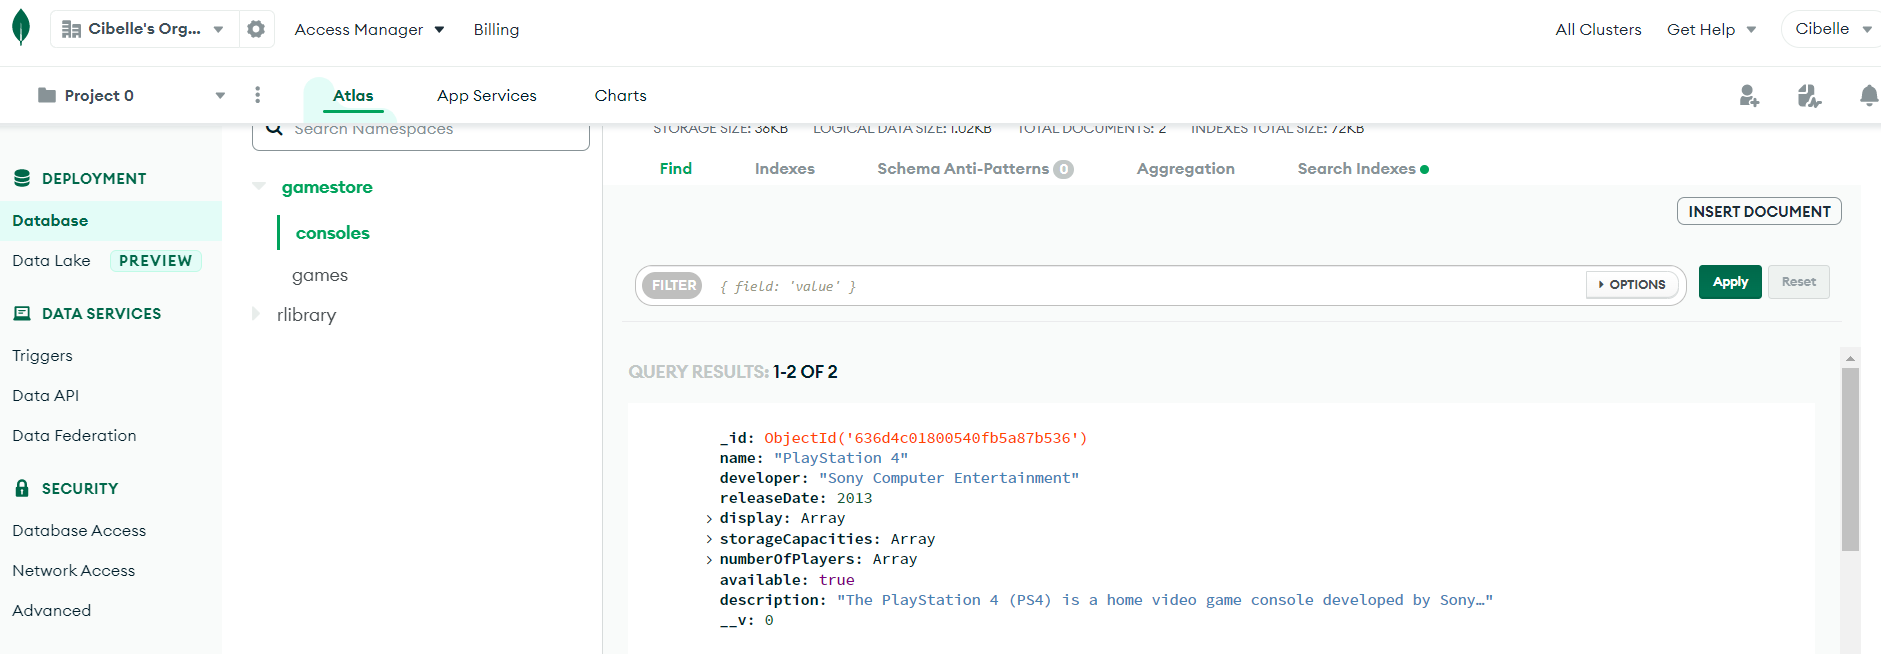 Cibelle's Org...
Access Manager
Billing
All Clusters
Get Help
Cibelle
Project 0
Atlas
App Services
Charts
Search Namespaces
STORAGE SIZE: 36KB LOGICAL DATA SIZE: 1.02KB TOTAL DOCUMENTS: 2 INDEXES TOTAL SIZE: 72KB
Find Indexes Schema Anti-Patterns 0 Aggregation Search Indexes
DEPLOYMENT
Database
Data Lake PREVIEW
DATA SERVICES
Triggers
Data API
Data Federation
SECURITY
Database Access
Network Access
Advanced
gamestore
consoles
games
rlibrary
INSERT DOCUMENT
FILTER { field: 'value' } OPTIONS Apply Reset
QUERY RESULTS: 1-2 OF 2
_id: ObjectId('636d4c01800540fb5a87b536')
name: "PlayStation 4"
developer: "Sony Computer Entertainment"
releaseDate: 2013
display: Array
storageCapacities: Array
numberOfPlayers: Array
available: true
description: "The PlayStation 4 (PS4) is a home video game console developed by Sony…"
__v: 0